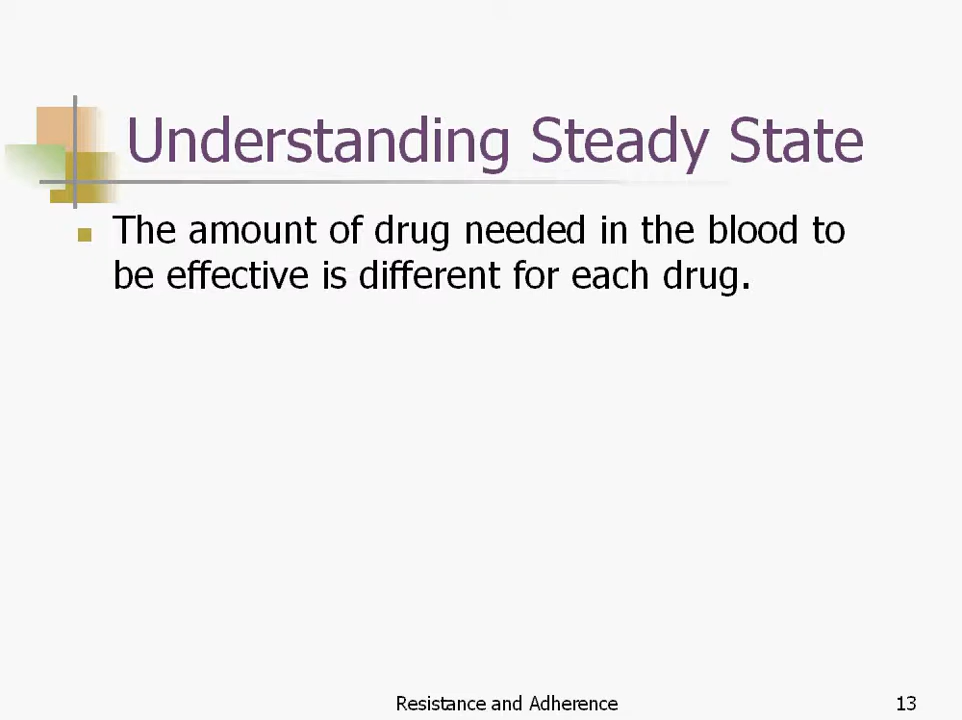 Understanding Steady State
The amount of drug needed in the blood to
be effective is different for each drug.
Resistance and Adherence
13